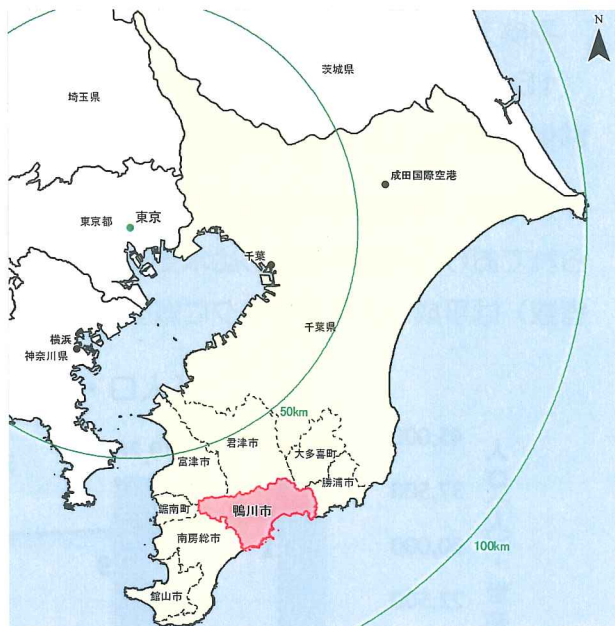 N
茨城県
埼玉県
成田国際空港
東京都
東京
千葉
千葉県
横浜
神奈川県
50km
君津市
大多喜町
富津市
勝浦市
鋸南町
鴨川市
南房総市
100km
館山市